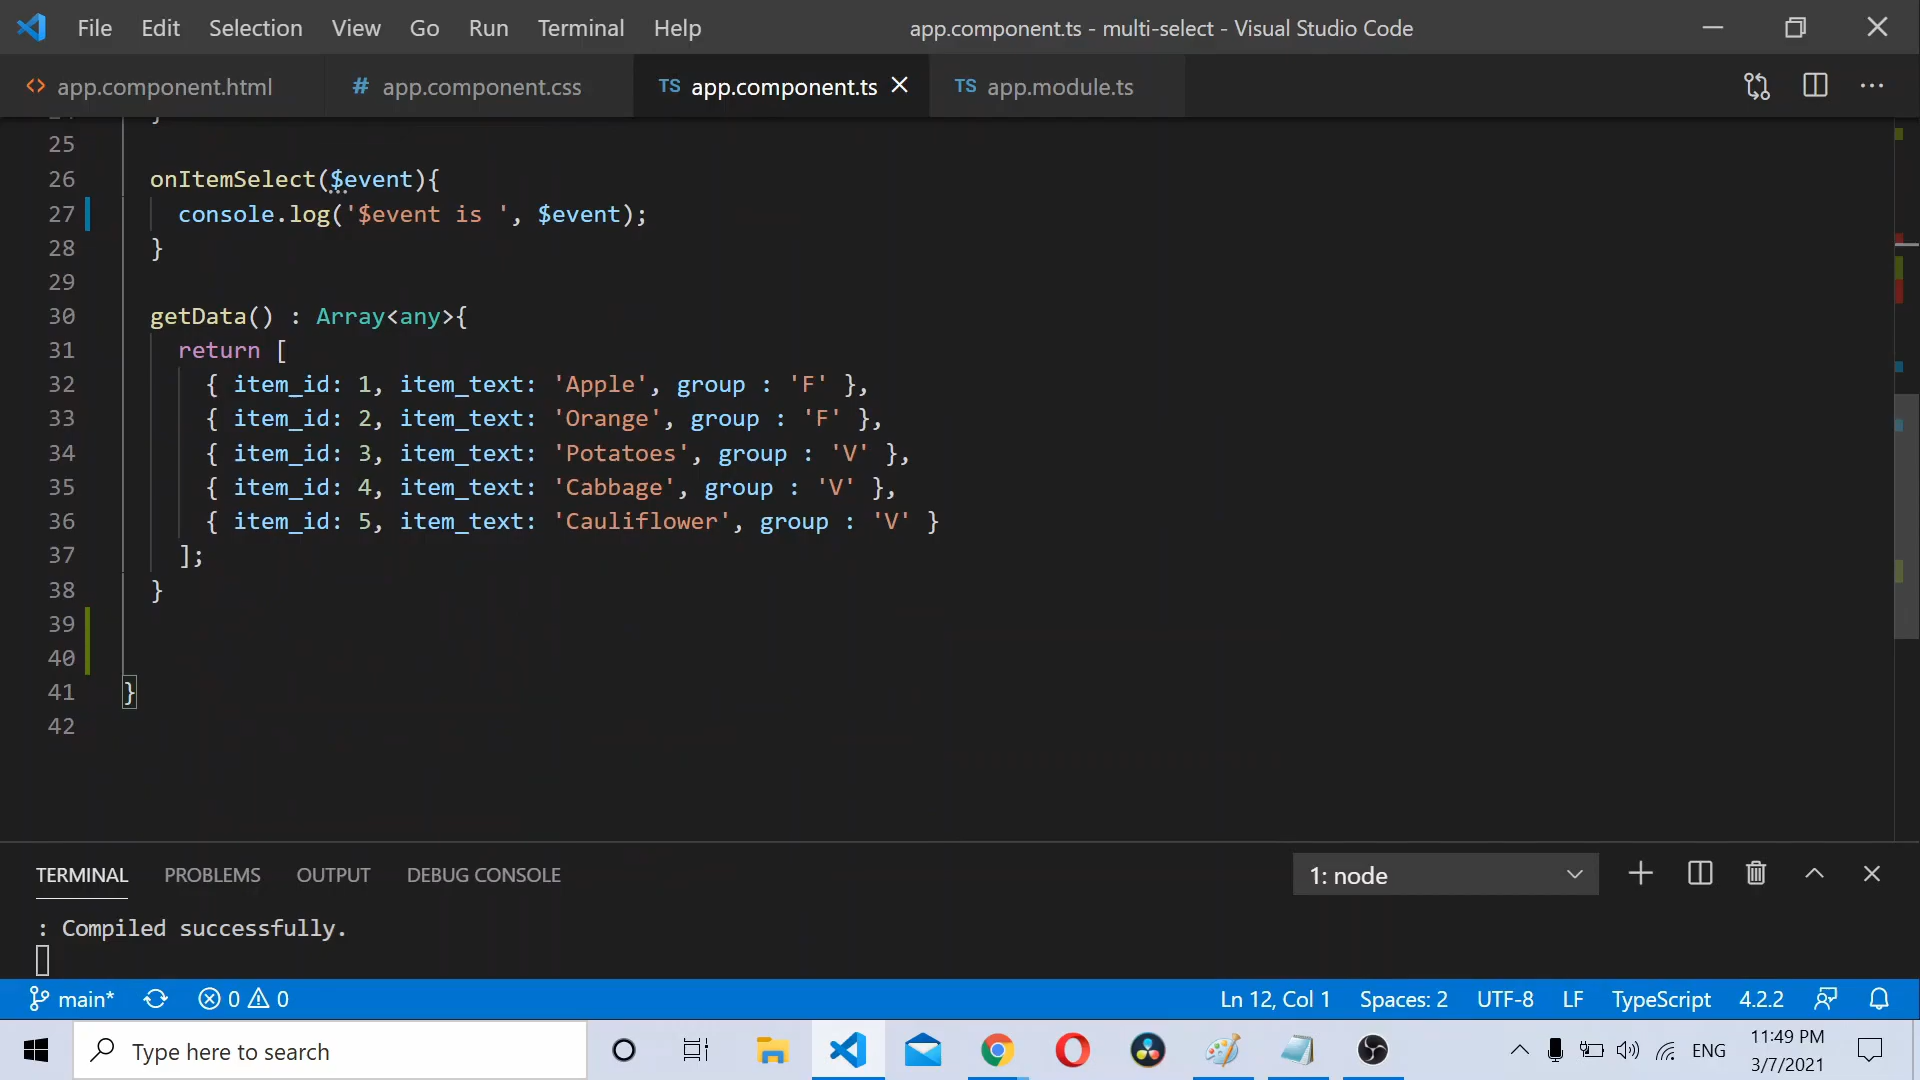 File Edit Selection View Go Run Terminal Help app.component.ts - multi-select - Visual Studio Code
<> app.component.html # app.component.css TS app.component.ts TS app.module.ts
25
26 onItemSelect($event){
27 console.log('$event is ', $event);
28 }
29
30 getData() : Array<any>{
31 return [
32 { item_id: 1, item_text: 'Apple', group : 'F' },
33 { item_id: 2, item_text: 'Orange', group : 'F' },
34 { item_id: 3, item_text: 'Potatoes', group : 'V' },
35 { item_id: 4, item_text: 'Cabbage', group : 'V' },
36 { item_id: 5, item_text: 'Cauliflower', group : 'V' }
37 ];
38 }
39
40
41 }
42
TERMINAL PROBLEMS OUTPUT DEBUG CONSOLE 1: node
: Compiled successfully.
main* 0 0 Ln 12, Col 1 Spaces: 2 UTF-8 LF TypeScript 4.2.2
Type here to search ENG 11:49 PM
3/7/2021